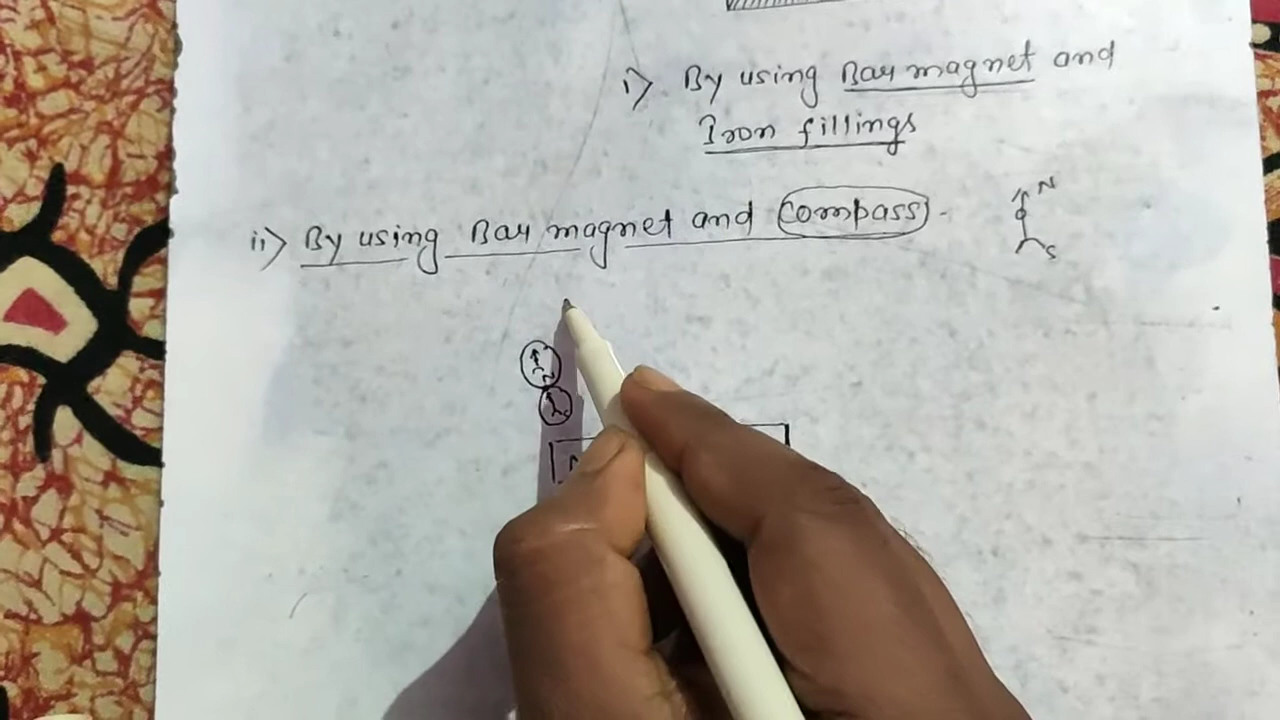 i) By using Bar magnet and
Iron fillings
ii) By using Bar magnet and compass.
N
S
N
S
N